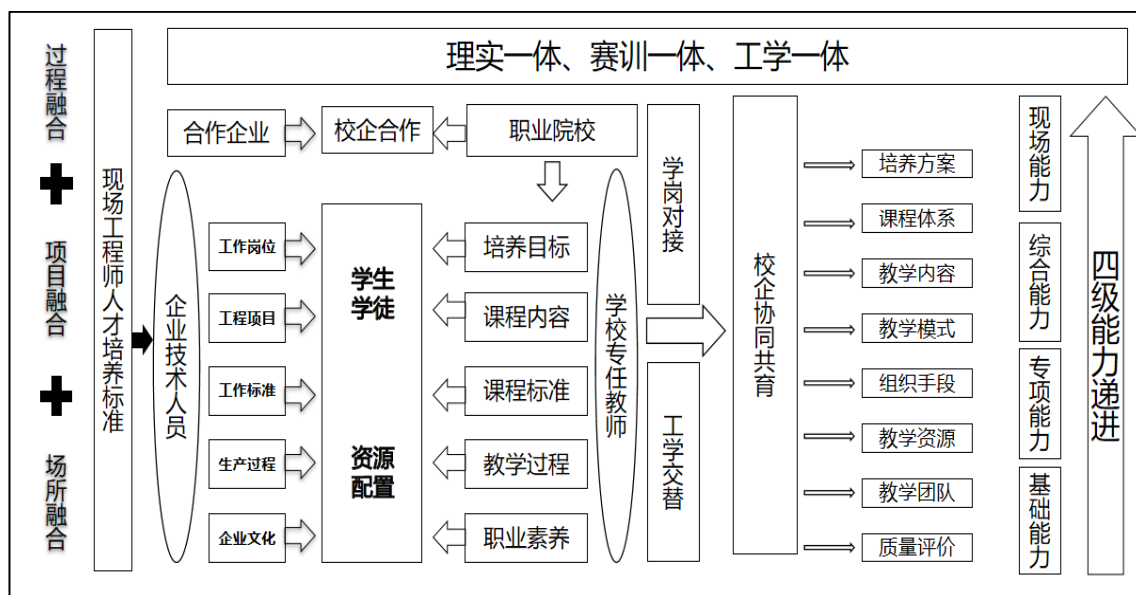 理实一体、赛训一体、工学一体
过程融合
项目融合
场所融合
现场工程师人才培养标准
合作企业
校企合作
职业院校
企业技术人员
工作岗位
工程项目
工作标准
生产过程
企业文化
学生
学徒
资源
配置
培养目标
课程内容
课程标准
教学过程
职业素养
学校专任教师
学岗对接
工学交替
校企协同共育
培养方案
课程体系
教学内容
教学模式
组织手段
教学资源
教学团队
质量评价
现场能力
综合能力
专项能力
基础能力
四级能力递进